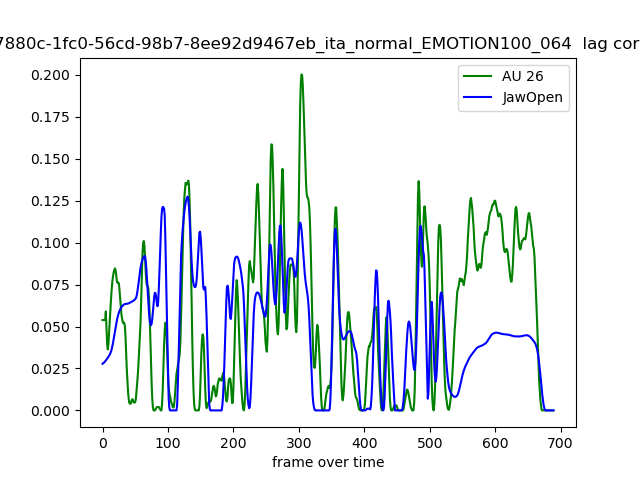 7880c-1fc0-56cd-98b7-8ee92d9467eb_ita_normal_EMOTION100_064 lag cor
AU 26
JawOpen
0.200
0.175
0.150
0.125
0.100
0.075
0.050
0.025
0.000
0 100 200 300 400 500 600 700
frame over time